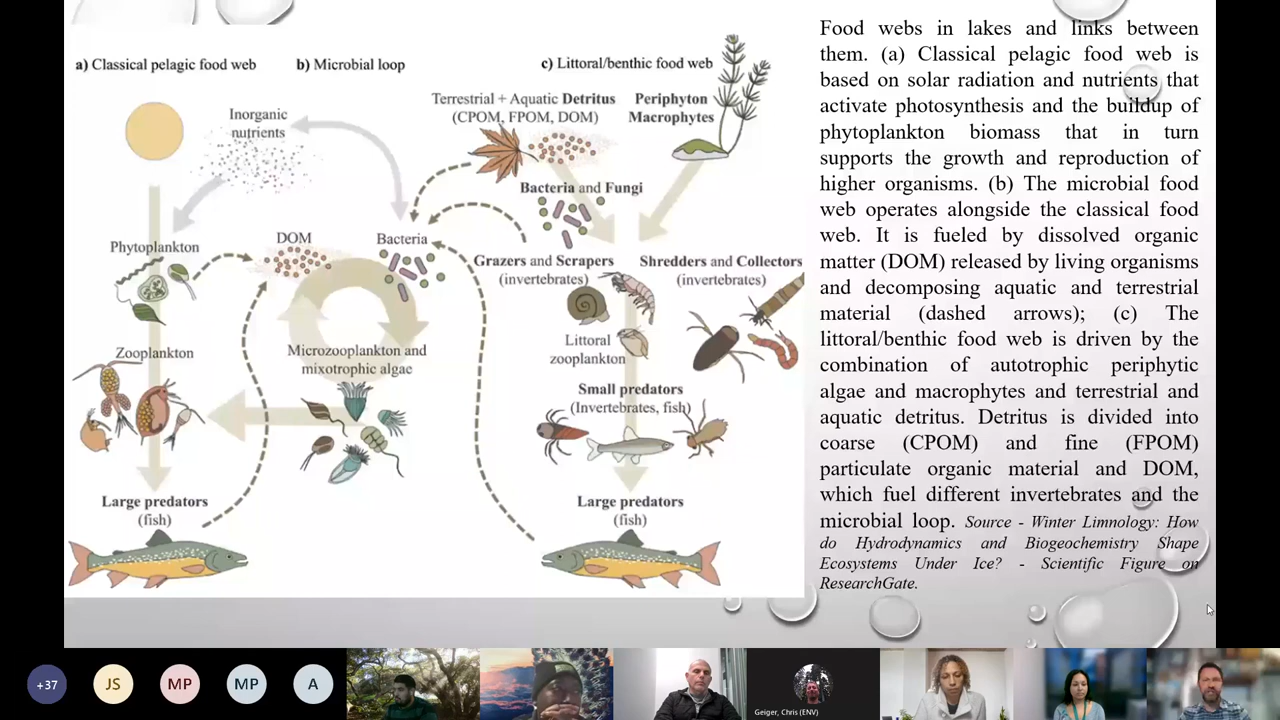 a) Classical pelagic food web
b) Microbial loop
c) Littoral/benthic food web
Inorganic
nutrients
Terrestrial + Aquatic Detritus
(CPOM, FPOM, DOM)
Periphyton
Macrophytes
Bacteria and Fungi
Phytoplankton
DOM
Bacteria
Grazers and Scrapers
(invertebrates)
Shredders and Collectors
(invertebrates)
Zooplankton
Microzooplankton and
mixotrophic algae
Littoral
zooplankton
Small predators
(Invertebrates, fish)
Large predators
(fish)
Large predators
(fish)
Food webs in lakes and links between
them. (a) Classical pelagic food web is
based on solar radiation and nutrients that
activate photosynthesis and the buildup of
phytoplankton biomass that in turn
supports the growth and reproduction of
higher organisms. (b) The microbial food
web operates alongside the classical food
web. It is fueled by dissolved organic
matter (DOM) released by living organisms
and decomposing aquatic and terrestrial
material (dashed arrows); (c) The
littoral/benthic food web is driven by the
combination of autotrophic periphytic
algae and macrophytes and terrestrial and
aquatic detritus. Detritus is divided into
coarse (CPOM) and fine (FPOM)
particulate organic material and DOM,
which fuel different invertebrates and the
microbial loop. Source - Winter Limnology: How
do Hydrodynamics and Biogeochemistry Shape
Ecosystems Under Ice? - Scientific Figure on
ResearchGate.
+37
JS
MP
MP
A
Geiger, Chris (ENV)